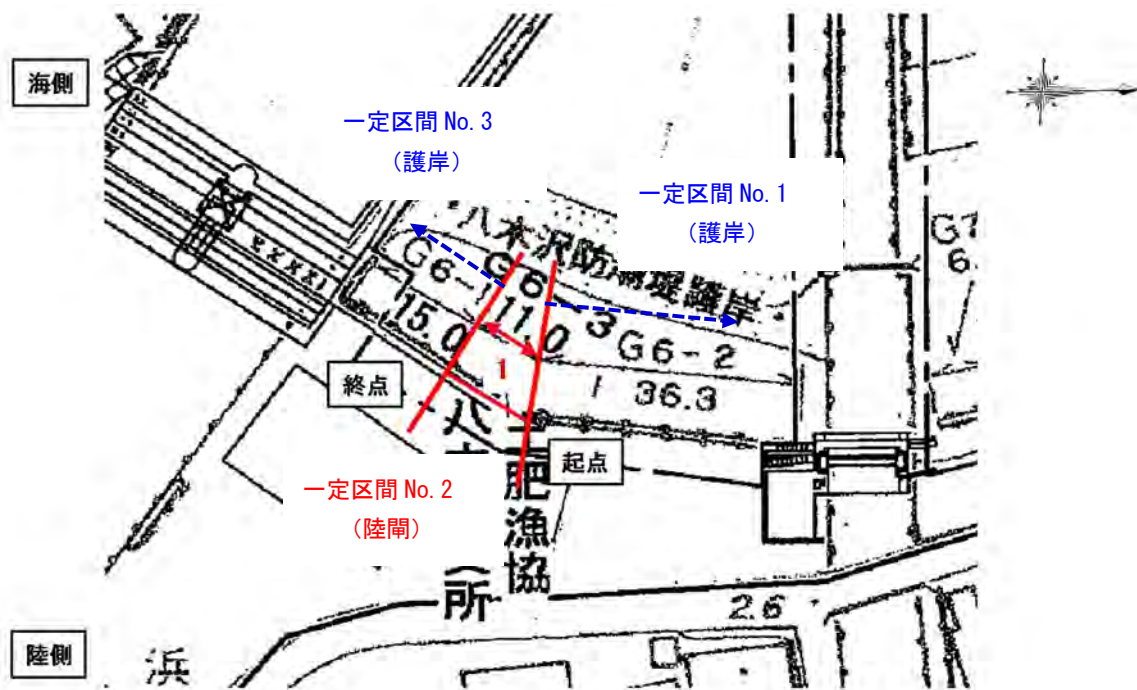 海側
一定区間 No. 3
(護岸)
一定区間 No. 1
(護岸)
八木沢防潮堤護岸
G6-1
G6-3
G6-2
15.0
11.0
1
36.3
終点
起点
一定区間 No. 2
(陸閘)
肥漁協
所
2.6
陸側
浜